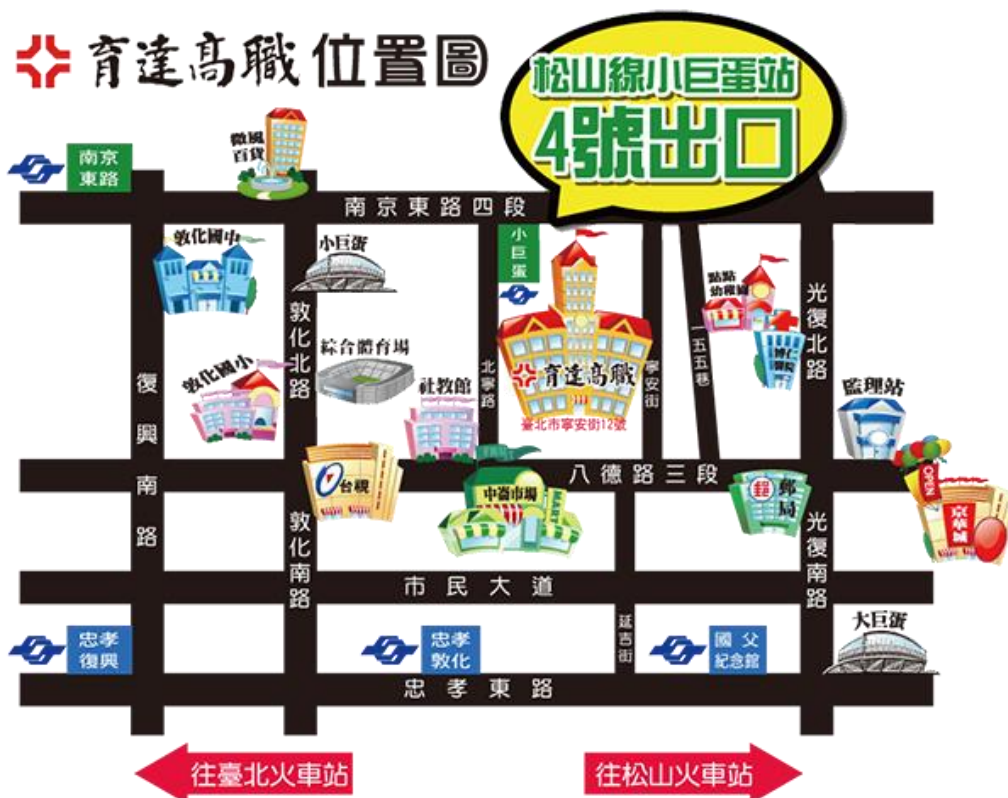 育達高職位置圖
松山線小巨蛋站
4號出口
南京
東路
微風
百貨
南京東路四段
敦化國中
小巨蛋
小巨蛋
點點
幼稚園
光復北路
敦化北路
綜合體育場
復興南路
敦化國小
社教館
北寧路
育達高職
臺北市寧安街12號
寧安街
一五五巷
博仁
醫院
監理站
台視
中崙市場
MART
八德路三段
郵
郵局
OPEN
京華城
敦化南路
光復南路
市民大道
忠孝
復興
忠孝
敦化
延吉街
國父
紀念館
大巨蛋
忠孝東路
往臺北火車站
往松山火車站